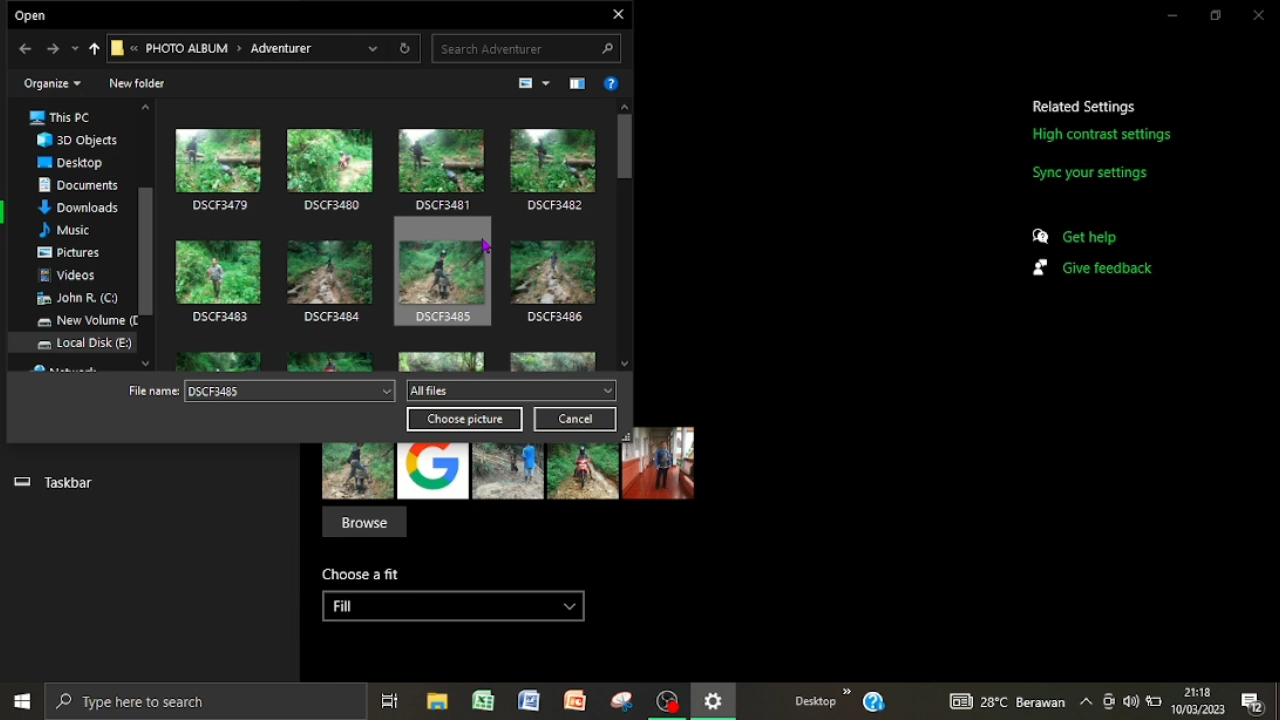 Open
« PHOTO ALBUM › Adventurer
Search Adventurer
Organize
New folder
This PC
3D Objects
Desktop
Documents
Downloads
Music
Pictures
Videos
John R. (C:)
New Volume (D
Local Disk (E:)
DSCF3479
DSCF3480
DSCF3481
DSCF3482
DSCF3483
DSCF3484
DSCF3485
DSCF3486
File name:
DSCF3485
All files
Choose picture
Cancel
Related Settings
High contrast settings
Sync your settings
Get help
Give feedback
Taskbar
Browse
Choose a fit
Fill
Type here to search
Desktop
28°C Berawan
21:18
10/03/2023
12